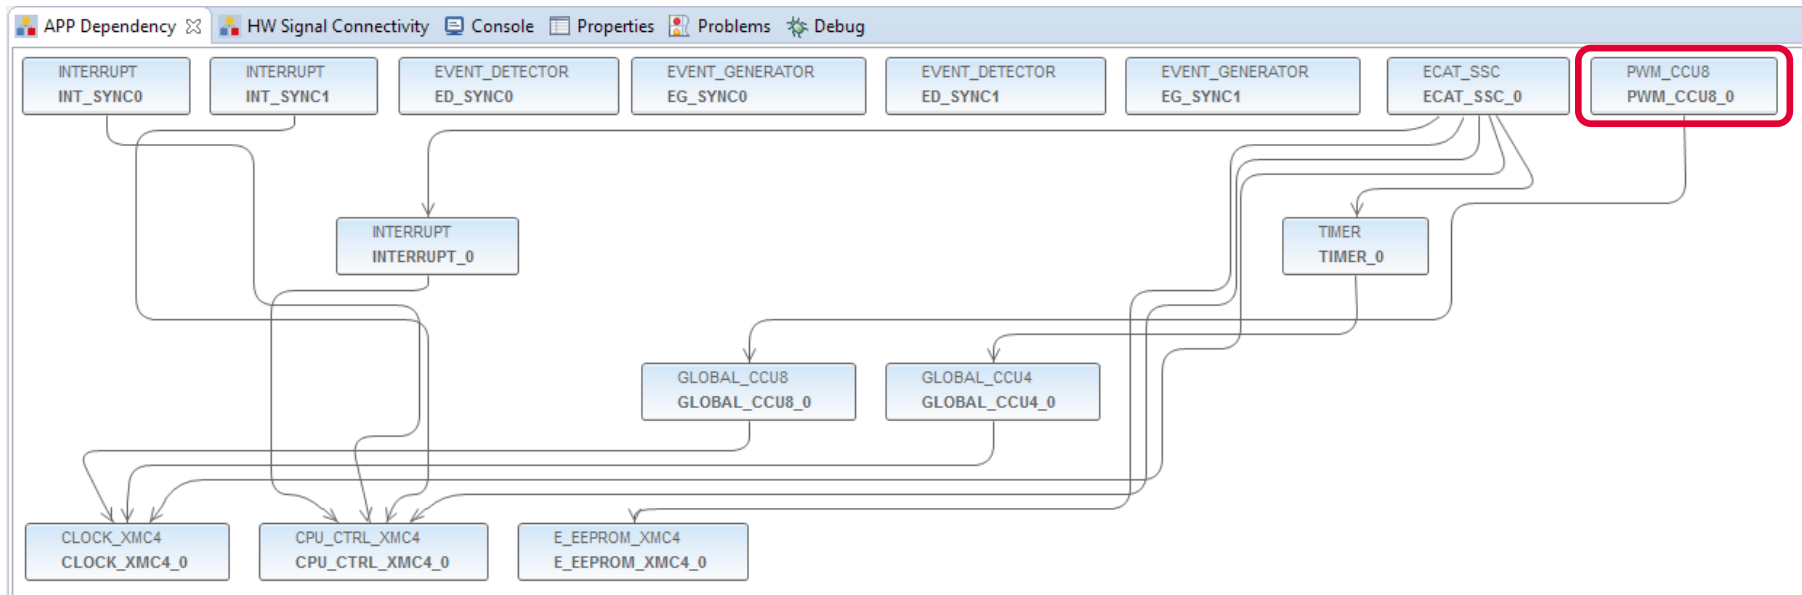 APP Dependency HW Signal Connectivity Console Properties Problems Debug
INTERRUPT
INT_SYNC0
INTERRUPT
INT_SYNC1
EVENT_DETECTOR
ED_SYNC0
EVENT_GENERATOR
EG_SYNC0
EVENT_DETECTOR
ED_SYNC1
EVENT_GENERATOR
EG_SYNC1
ECAT_SSC
ECAT_SSC_0
PWM_CCU8
PWM_CCU8_0
INTERRUPT
INTERRUPT_0
TIMER
TIMER_0
GLOBAL_CCU8
GLOBAL_CCU8_0
GLOBAL_CCU4
GLOBAL_CCU4_0
CLOCK_XMC4
CLOCK_XMC4_0
CPU_CTRL_XMC4
CPU_CTRL_XMC4_0
E_EEPROM_XMC4
E_EEPROM_XMC4_0